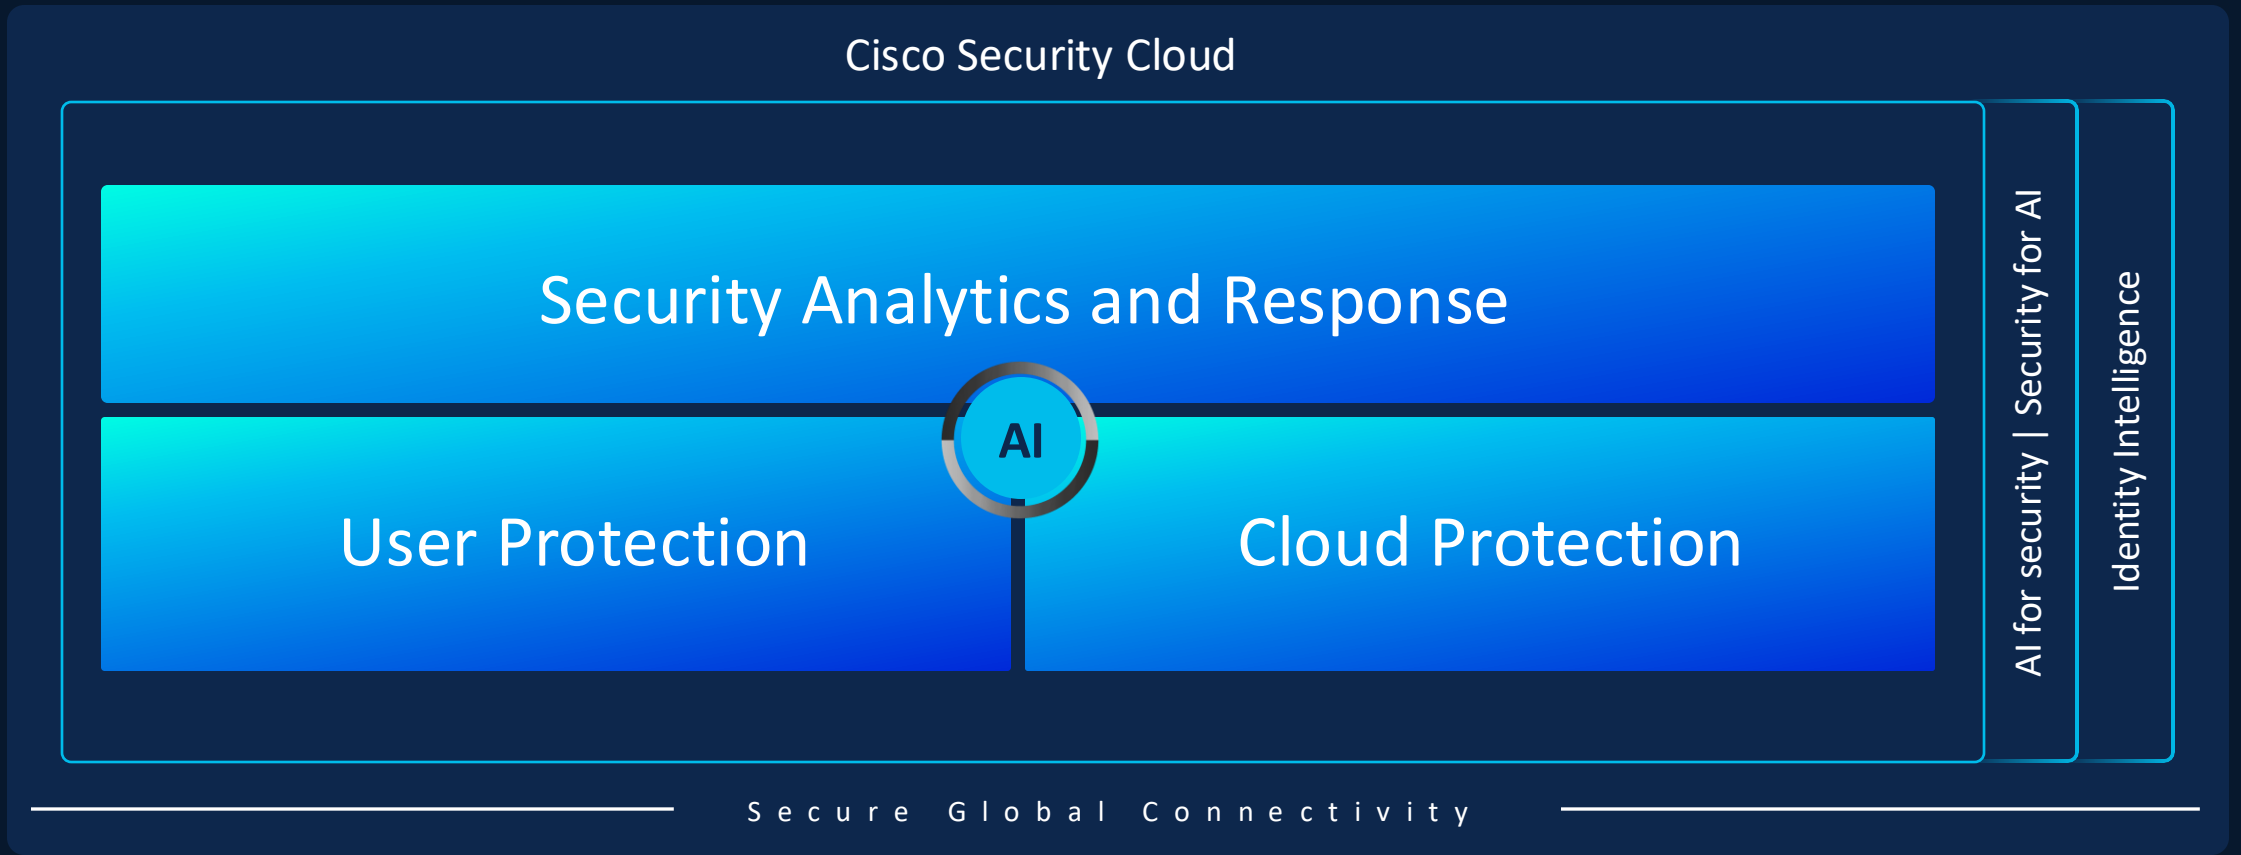 Cisco Security Cloud
Security Analytics and Response
AI
User Protection
Cloud Protection
AI for security | Security for AI
Identity Intelligence
Secure Global Connectivity